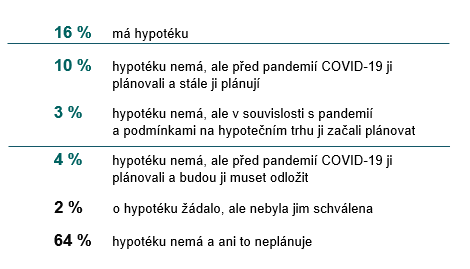 16 % má hypotéku
10 % hypotéku nemá, ale před pandemií COVID-19 ji
plánovali a stále ji plánují
3 % hypotéku nemá, ale v souvislosti s pandemií
a podmínkami na hypotečním trhu ji začali plánovat
4 % hypotéku nemá, ale před pandemií COVID-19 ji
plánovali a budou ji muset odložit
2 % o hypotéku žádalo, ale nebyla jim schválena
64 % hypotéku nemá a ani to neplánuje